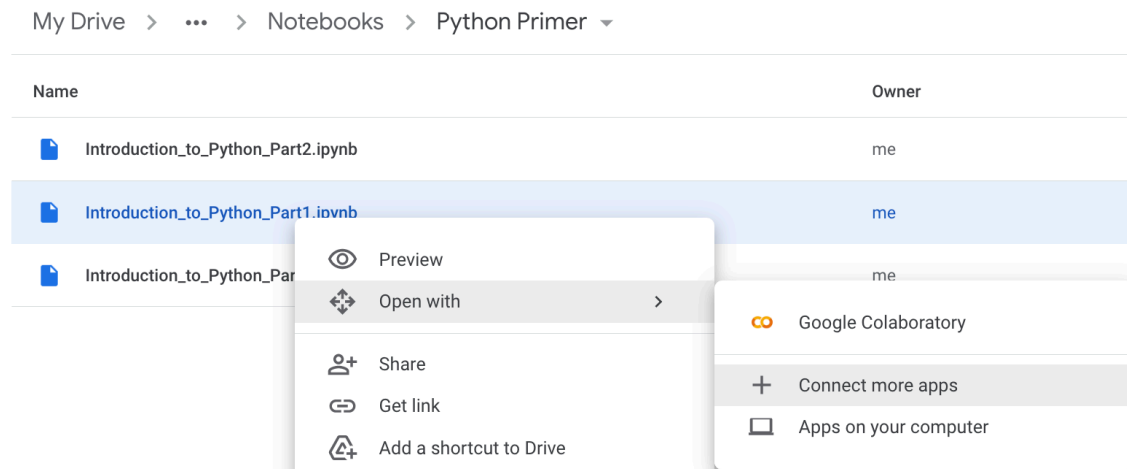 My Drive > ••• > Notebooks > Python Primer
Name Owner
Introduction_to_Python_Part2.ipynb me
Introduction_to_Python_Part1.ipynb me
Introduction_to_Python_Par me
Preview
Open with
Google Colaboratory
Share
Connect more apps
Get link
Apps on your computer
Add a shortcut to Drive